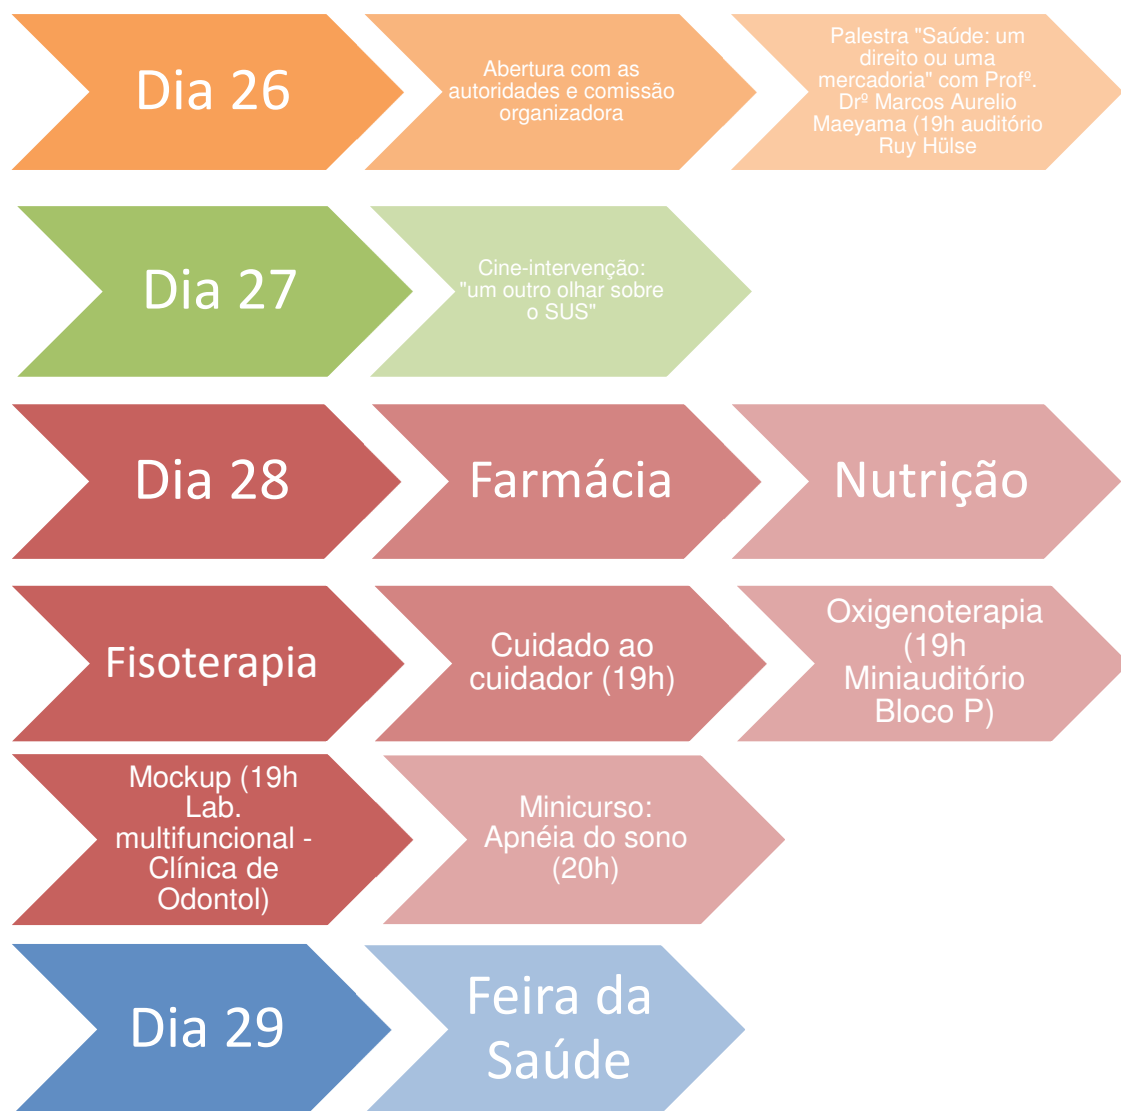 Dia 26
Abertura com as
autoridades e comissão
organizadora
Palestra "Saúde: um
direito ou uma
mercadoria" com Profº.
Drº Marcos Aurelio
Maeyama (19h auditório
Ruy Hülse
Dia 27
Cine-intervenção:
"um outro olhar sobre
o SUS"
Dia 28
Farmácia
Nutrição
Fisoterapia
Cuidado ao
cuidador (19h)
Oxigenoterapia
(19h
Miniauditório
Bloco P)
Mockup (19h
Lab.
multifuncional -
Clínica de
Odontol)
Minicurso:
Apnéia do sono
(20h)
Dia 29
Feira da
Saúde